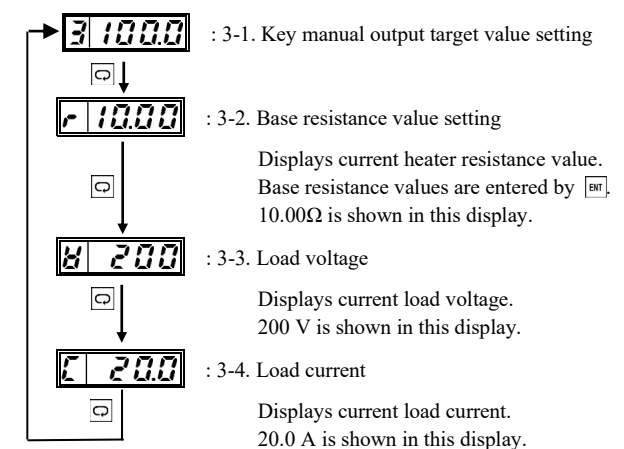 3 100.0 : 3-1. Key manual output target value setting
r 10.00 : 3-2. Base resistance value setting
Displays current heater resistance value.
Base resistance values are entered by ENT.
10.00Ω is shown in this display.
V 200 : 3-3. Load voltage
Displays current load voltage.
200 V is shown in this display.
C 20.0 : 3-4. Load current
Displays current load current.
20.0 A is shown in this display.